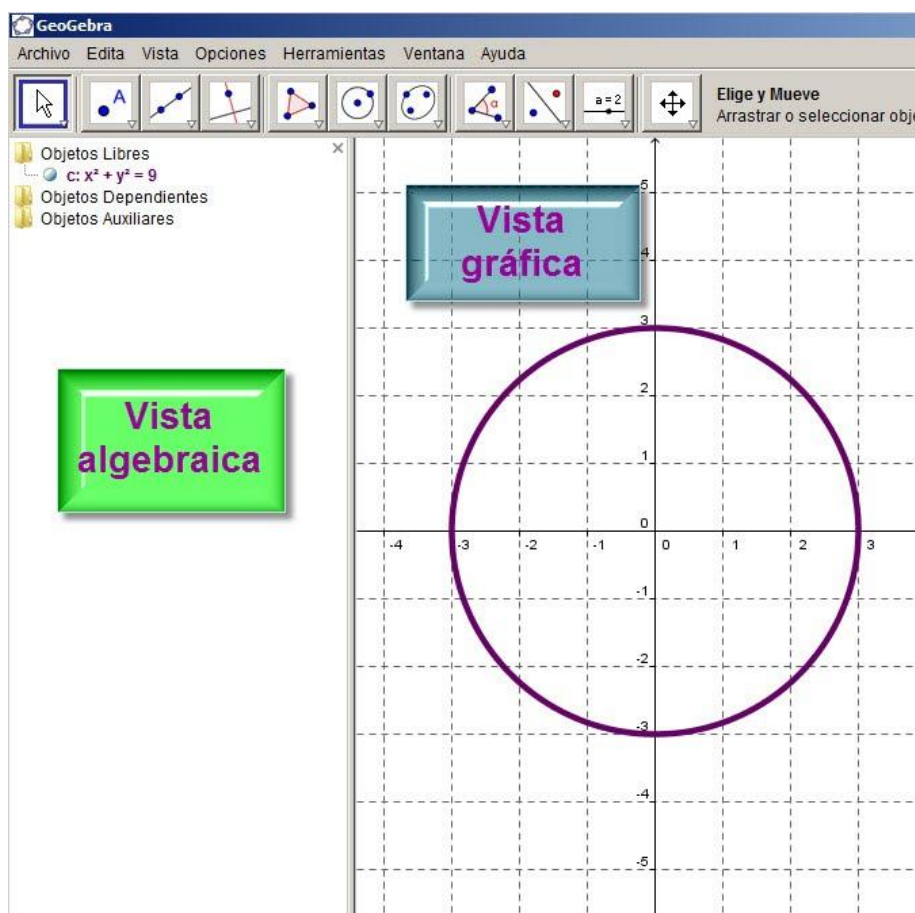 GeoGebra
Archivo Edita Vista Opciones Herramientas Ventana Ayuda
A
α
a=2
Elige y Mueve
Arrastrar o seleccionar obje
Objetos Libres
c: x² + y² = 9
Objetos Dependientes
Objetos Auxiliares
Vista
algebraica
Vista
gráfica
5
4
3
2
1
0
-1
-2
-3
-4
-5
-4 -3 -2 -1 0 1 2 3